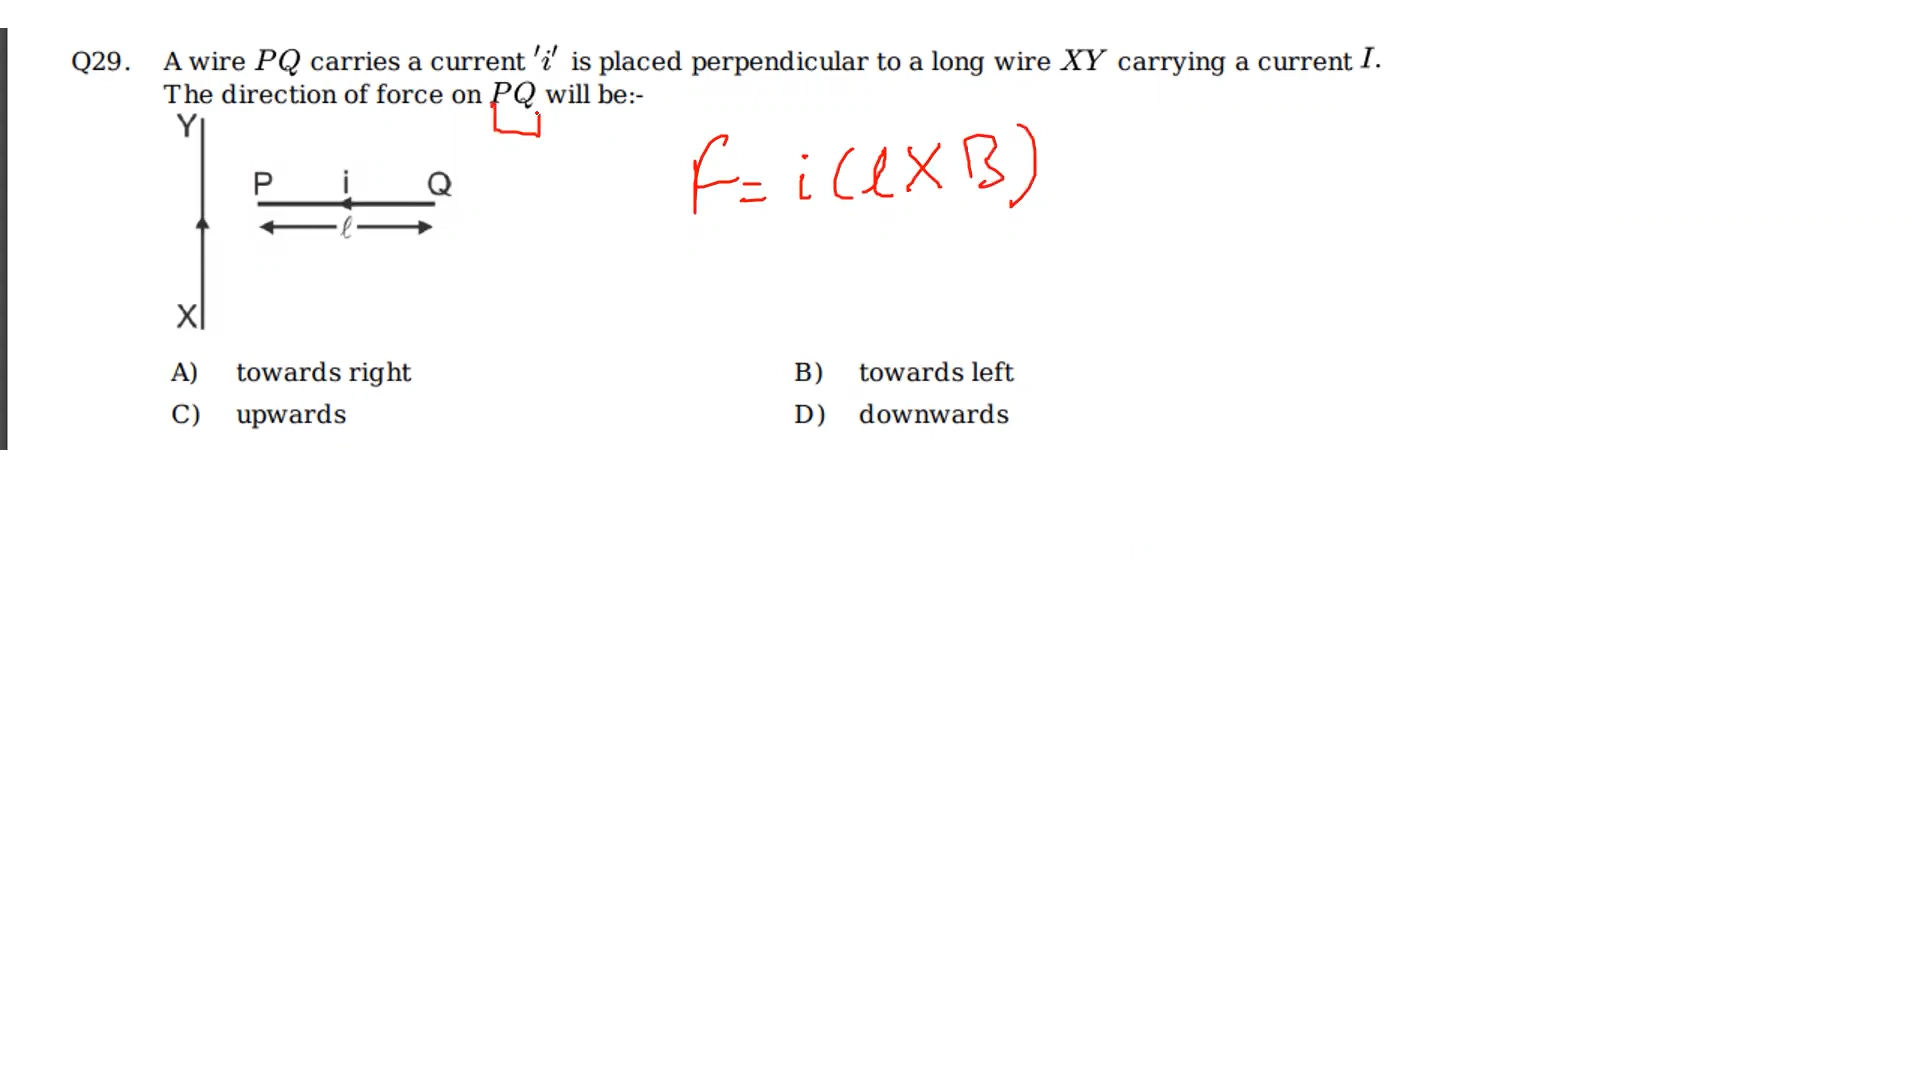 Q29. A wire PQ carries a current 'i' is placed perpendicular to a long wire XY carrying a current I.
The direction of force on PQ will be:-
Y
P i Q
ℓ
X
F = i (l X B)
A) towards right B) towards left
C) upwards D) downwards